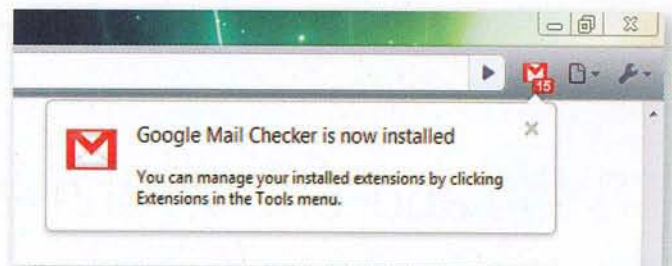 15
Google Mail Checker is now installed
You can manage your installed extensions by clicking
Extensions in the Tools menu.